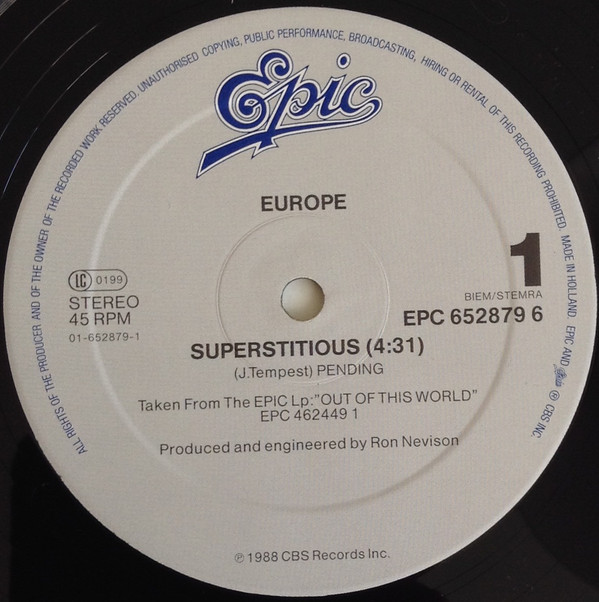 ALL RIGHTS OF THE PRODUCER AND OF THE OWNER OF THE RECORDED WORK RESERVED. UNAUTHORISED COPYING, PUBLIC PERFORMANCE, BROADCASTING, HIRING OR RENTAL OF THIS RECORDING PROHIBITED. MADE IN HOLLAND. EPIC AND Epic ® CBS INC.
Epic
EUROPE
1
LC 0199
STEREO
45 RPM
01-652879-1
BIEM/STEMRA
EPC 652879 6
SUPERSTITIOUS (4:31)
(J.Tempest) PENDING
Taken From The EPIC Lp:"OUT OF THIS WORLD"
EPC 462449 1
Produced and engineered by Ron Nevison
℗ 1988 CBS Records Inc.